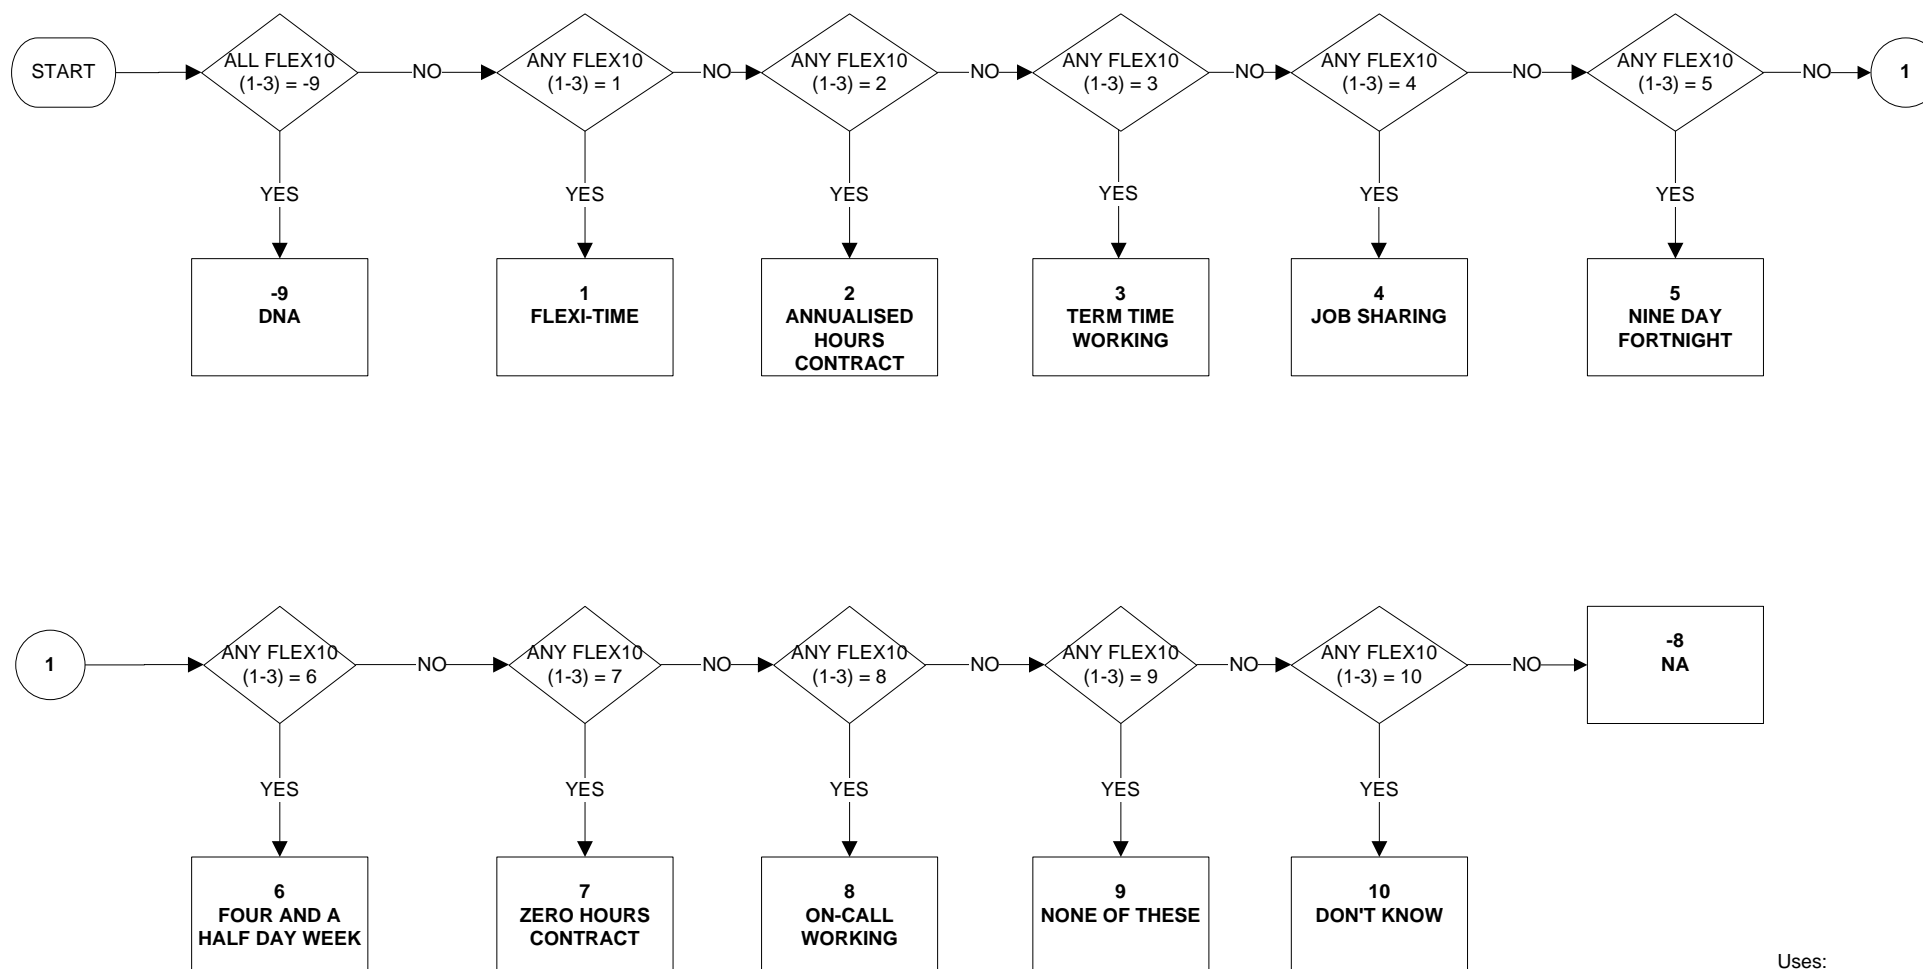 START
ALL FLEX10
(1-3) = -9
NO
ANY FLEX10
(1-3) = 1
NO
ANY FLEX10
(1-3) = 2
NO
ANY FLEX10
(1-3) = 3
NO
ANY FLEX10
(1-3) = 4
NO
ANY FLEX10
(1-3) = 5
NO
1
YES
YES
YES
YES
YES
YES
-9
DNA
1
FLEXI-TIME
2
ANNUALISED
HOURS
CONTRACT
3
TERM TIME
WORKING
4
JOB SHARING
5
NINE DAY
FORTNIGHT
1
ANY FLEX10
(1-3) = 6
NO
ANY FLEX10
(1-3) = 7
NO
ANY FLEX10
(1-3) = 8
NO
ANY FLEX10
(1-3) = 9
NO
ANY FLEX10
(1-3) = 10
NO
-8
NA
YES
YES
YES
YES
YES
6
FOUR AND A
HALF DAY WEEK
7
ZERO HOURS
CONTRACT
8
ON-CALL
WORKING
9
NONE OF THESE
10
DON'T KNOW
Uses: